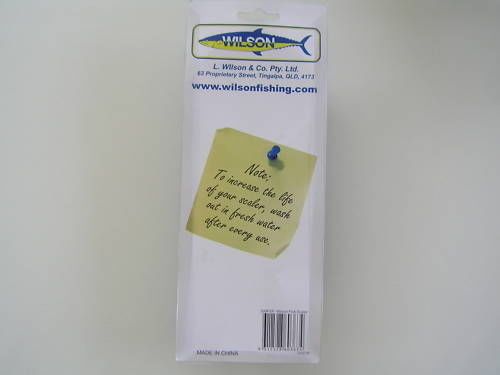 WILSON
L. Wilson & Co. Pty. Ltd.
63 Proprietary Street, Tingalpa, QLD, 4173
www.wilsonfishing.com
Note:
To increase the life
of your scaler, wash
out in fresh water
after every use.
MADE IN CHINA